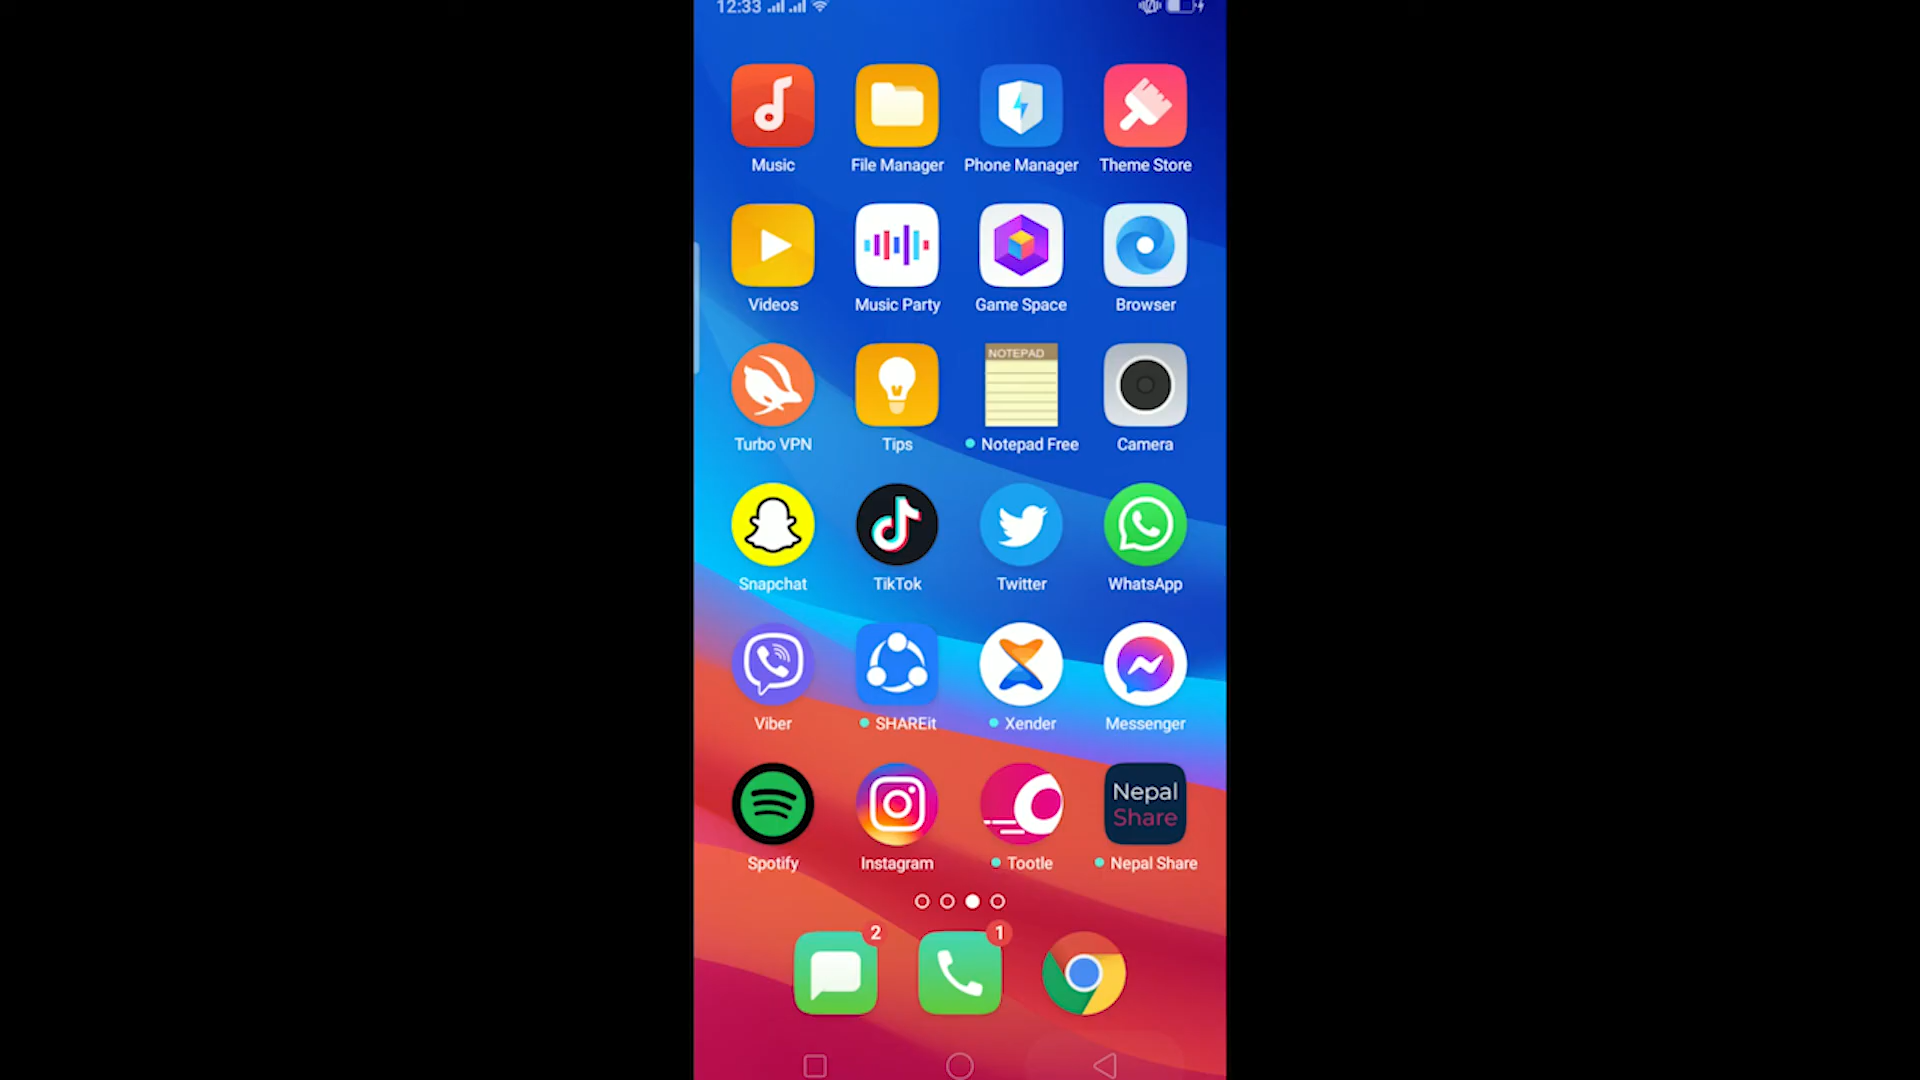 12:33
Music File Manager Phone Manager Theme Store
Videos Music Party Game Space Browser
NOTEPAD
Turbo VPN Tips Notepad Free Camera
Snapchat TikTok Twitter WhatsApp
Viber SHAREit Xender Messenger
Nepal
Share
Spotify Instagram Tootle Nepal Share
2 1